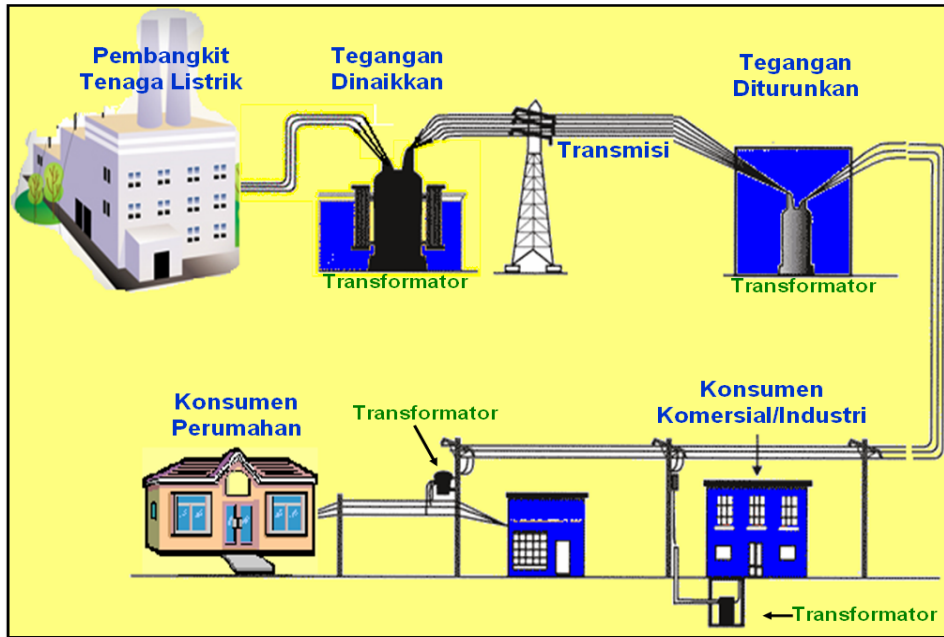 Pembangkit
Tenaga Listrik
Tegangan
Dinaikkan
Tegangan
Diturunkan
Transmisi
Transformator
Transformator
Konsumen
Perumahan
Transformator
Konsumen
Komersial/Industri
Transformator